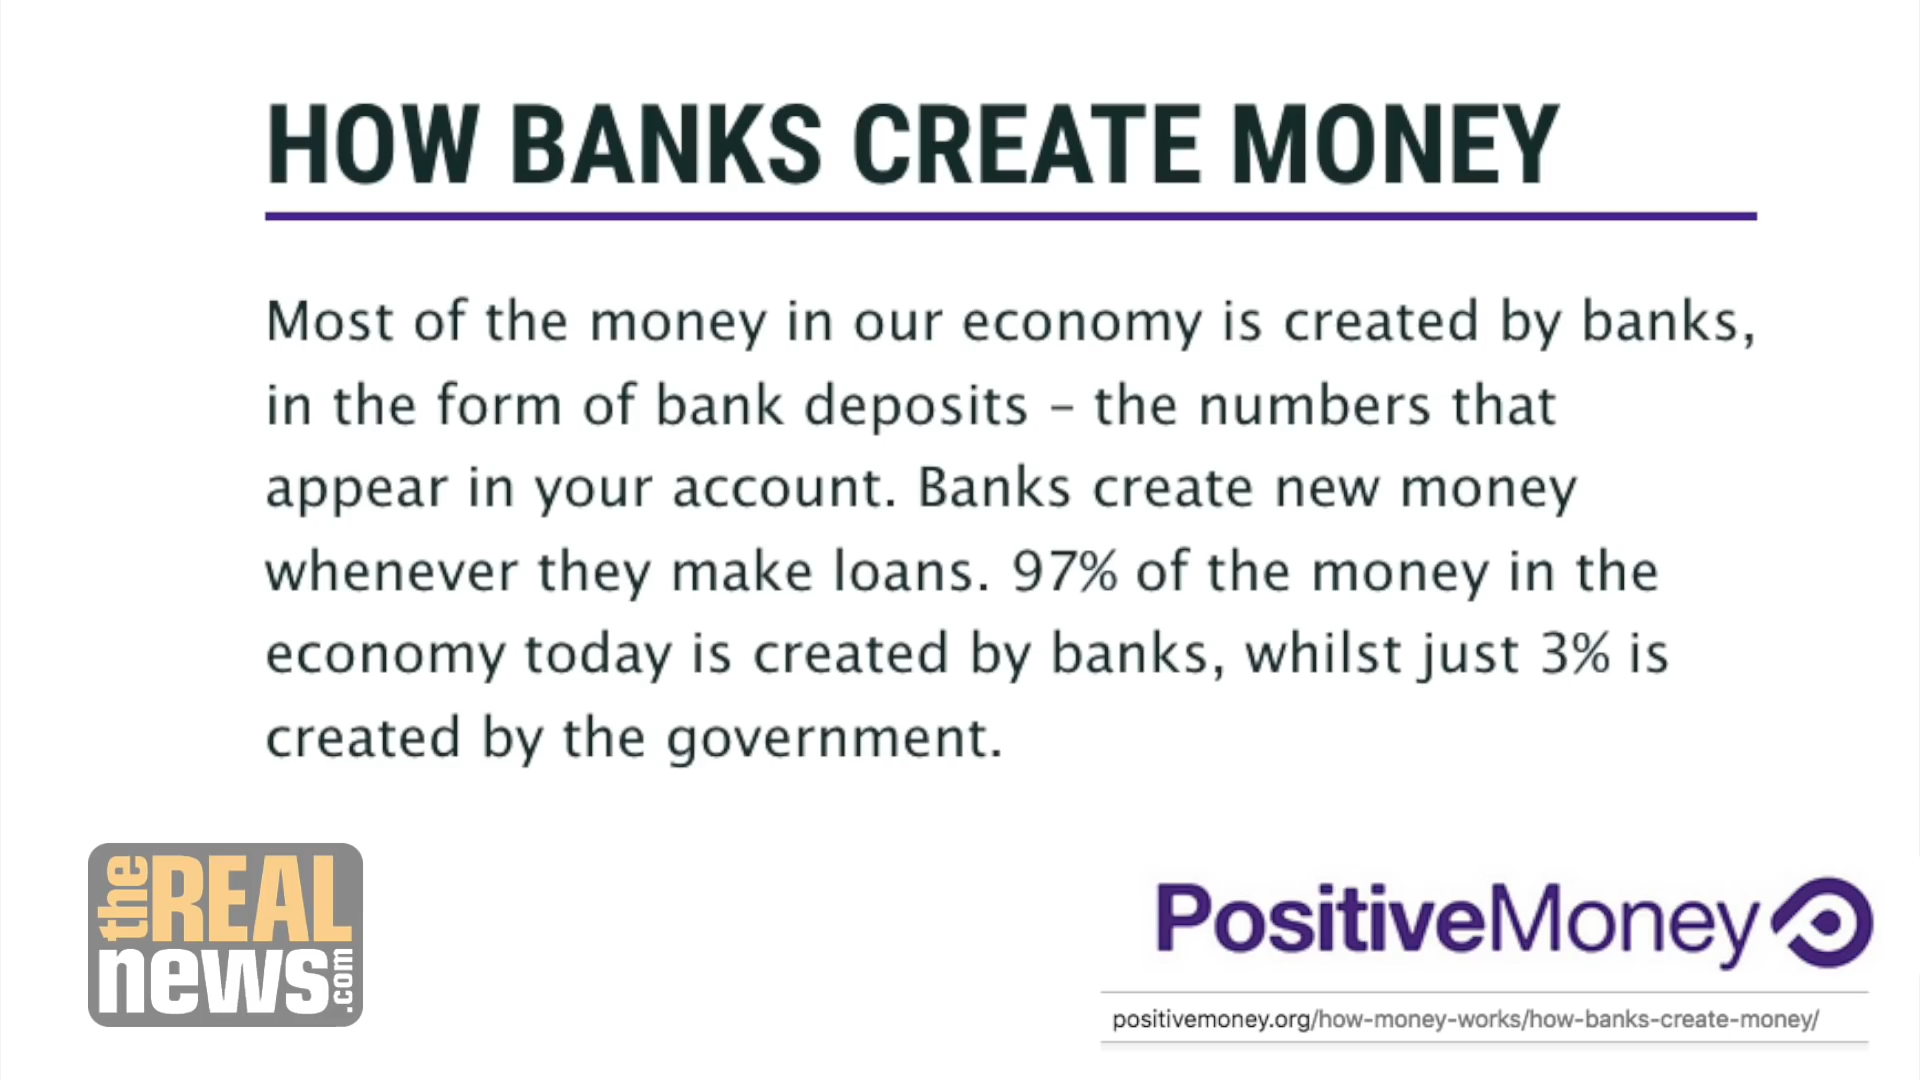 HOW BANKS CREATE MONEY
Most of the money in our economy is created by banks,
in the form of bank deposits – the numbers that
appear in your account. Banks create new money
whenever they make loans. 97% of the money in the
economy today is created by banks, whilst just 3% is
created by the government.
the REAL
news.com
PositiveMoney
positivemoney.org/how-money-works/how-banks-create-money/